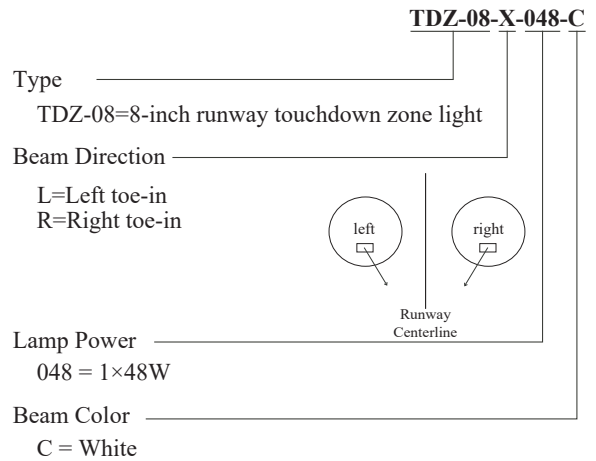 TDZ-08-X-048-C
Type
TDZ-08=8-inch runway touchdown zone light
Beam Direction
L=Left toe-in
R=Right toe-in
left
right
Runway
Centerline
Lamp Power
048 = 1×48W
Beam Color
C = White